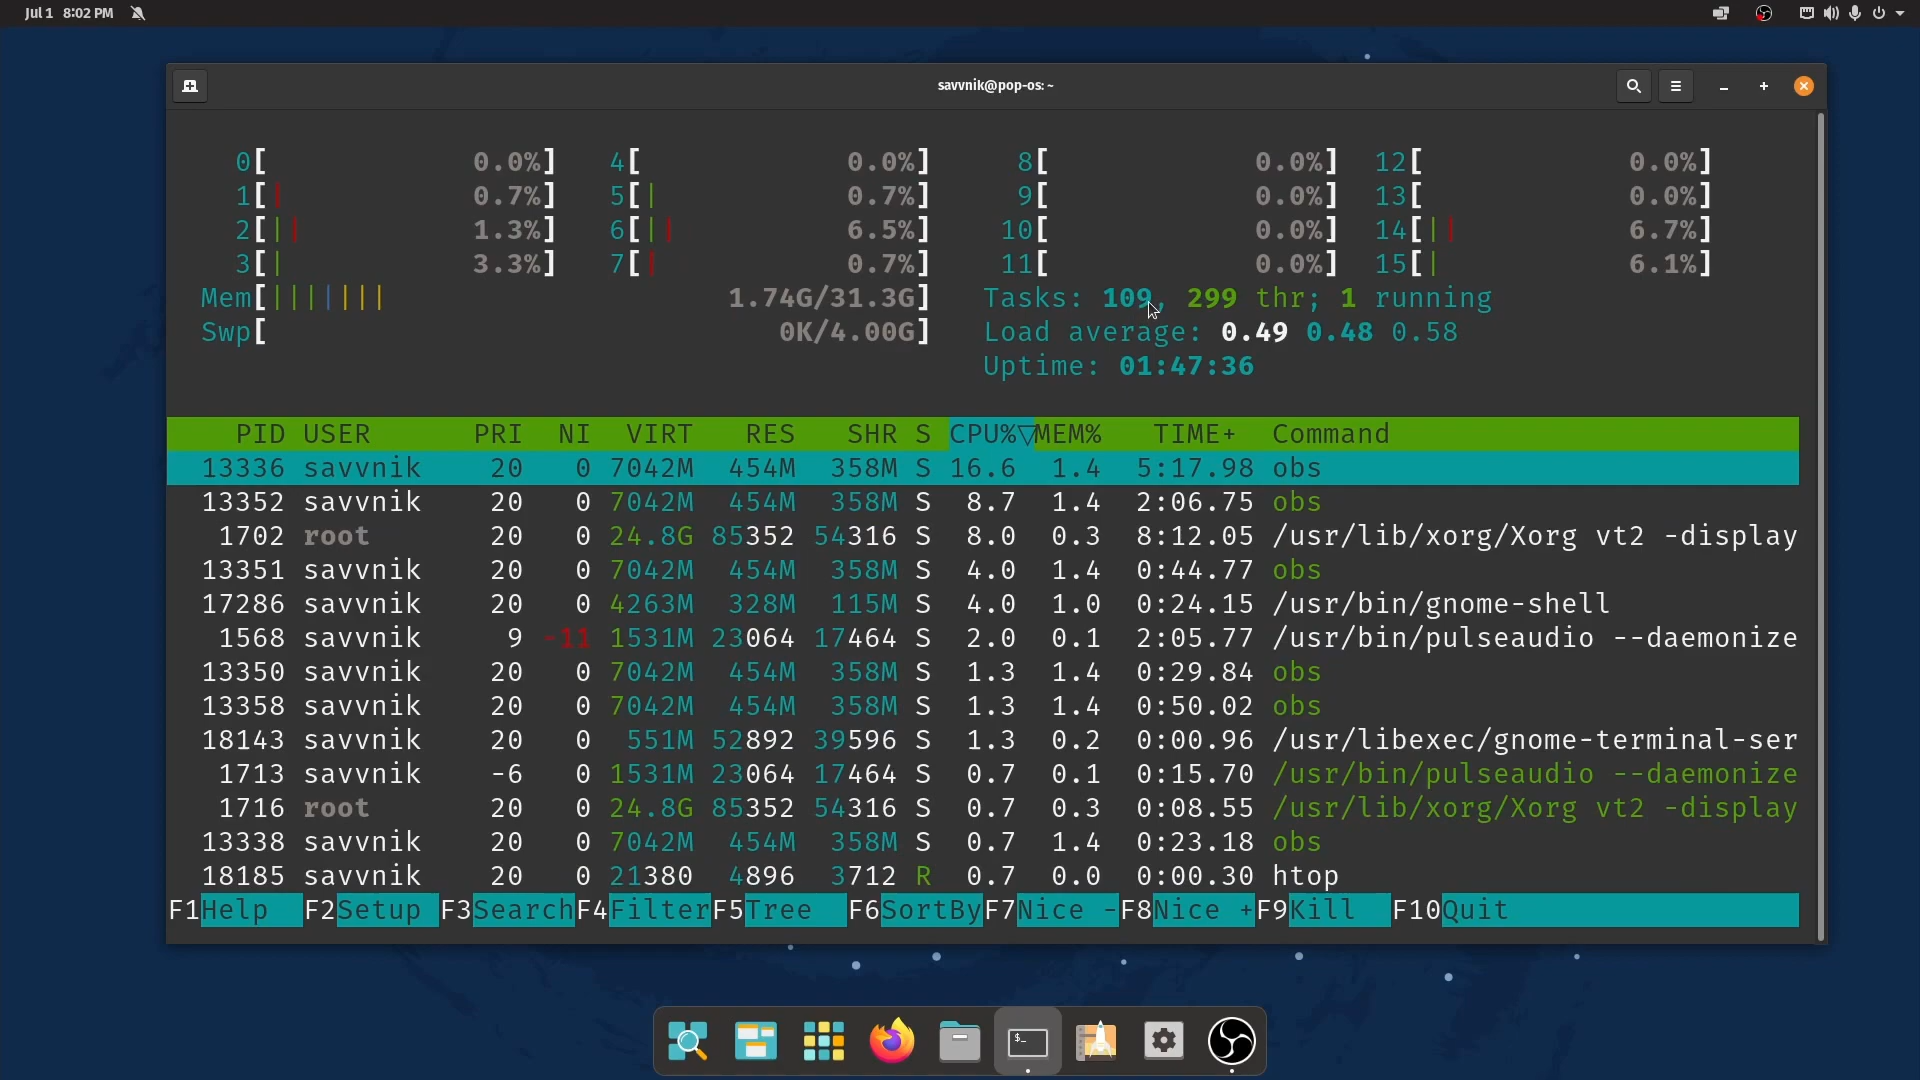 Jul 1 8:02 PM
savvnik@pop-os: ~
0[ 0.0%] 4[ 0.0%] 8[ 0.0%] 12[ 0.0%]
1[| 0.7%] 5[| 0.7%] 9[ 0.0%] 13[ 0.0%]
2[|| 1.3%] 6[|| 6.5%] 10[ 0.0%] 14[|| 6.7%]
3[| 3.3%] 7[| 0.7%] 11[ 0.0%] 15[| 6.1%]
Mem[||||||| 1.74G/31.3G] Tasks: 109, 299 thr; 1 running
Swp[ 0K/4.00G] Load average: 0.49 0.48 0.58
Uptime: 01:47:36
PID USER PRI NI VIRT RES SHR S CPU%▽MEM% TIME+ Command
13336 savvnik 20 0 7042M 454M 358M S 16.6 1.4 5:17.98 obs
13352 savvnik 20 0 7042M 454M 358M S 8.7 1.4 2:06.75 obs
1702 root 20 0 24.8G 85352 54316 S 8.0 0.3 8:12.05 /usr/lib/xorg/Xorg vt2 -display
13351 savvnik 20 0 7042M 454M 358M S 4.0 1.4 0:44.77 obs
17286 savvnik 20 0 4263M 328M 115M S 4.0 1.0 0:24.15 /usr/bin/gnome-shell
1568 savvnik 9 -11 1531M 23064 17464 S 2.0 0.1 2:05.77 /usr/bin/pulseaudio --daemonize
13350 savvnik 20 0 7042M 454M 358M S 1.3 1.4 0:29.84 obs
13358 savvnik 20 0 7042M 454M 358M S 1.3 1.4 0:50.02 obs
18143 savvnik 20 0 551M 52892 39596 S 1.3 0.2 0:00.96 /usr/libexec/gnome-terminal-ser
1713 savvnik -6 0 1531M 23064 17464 S 0.7 0.1 0:15.70 /usr/bin/pulseaudio --daemonize
1716 root 20 0 24.8G 85352 54316 S 0.7 0.3 0:08.55 /usr/lib/xorg/Xorg vt2 -display
13338 savvnik 20 0 7042M 454M 358M S 0.7 1.4 0:23.18 obs
18185 savvnik 20 0 21380 4896 3712 R 0.7 0.0 0:00.30 htop
F1Help F2Setup F3SearchF4FilterF5Tree F6SortByF7Nice -F8Nice +F9Kill F10Quit